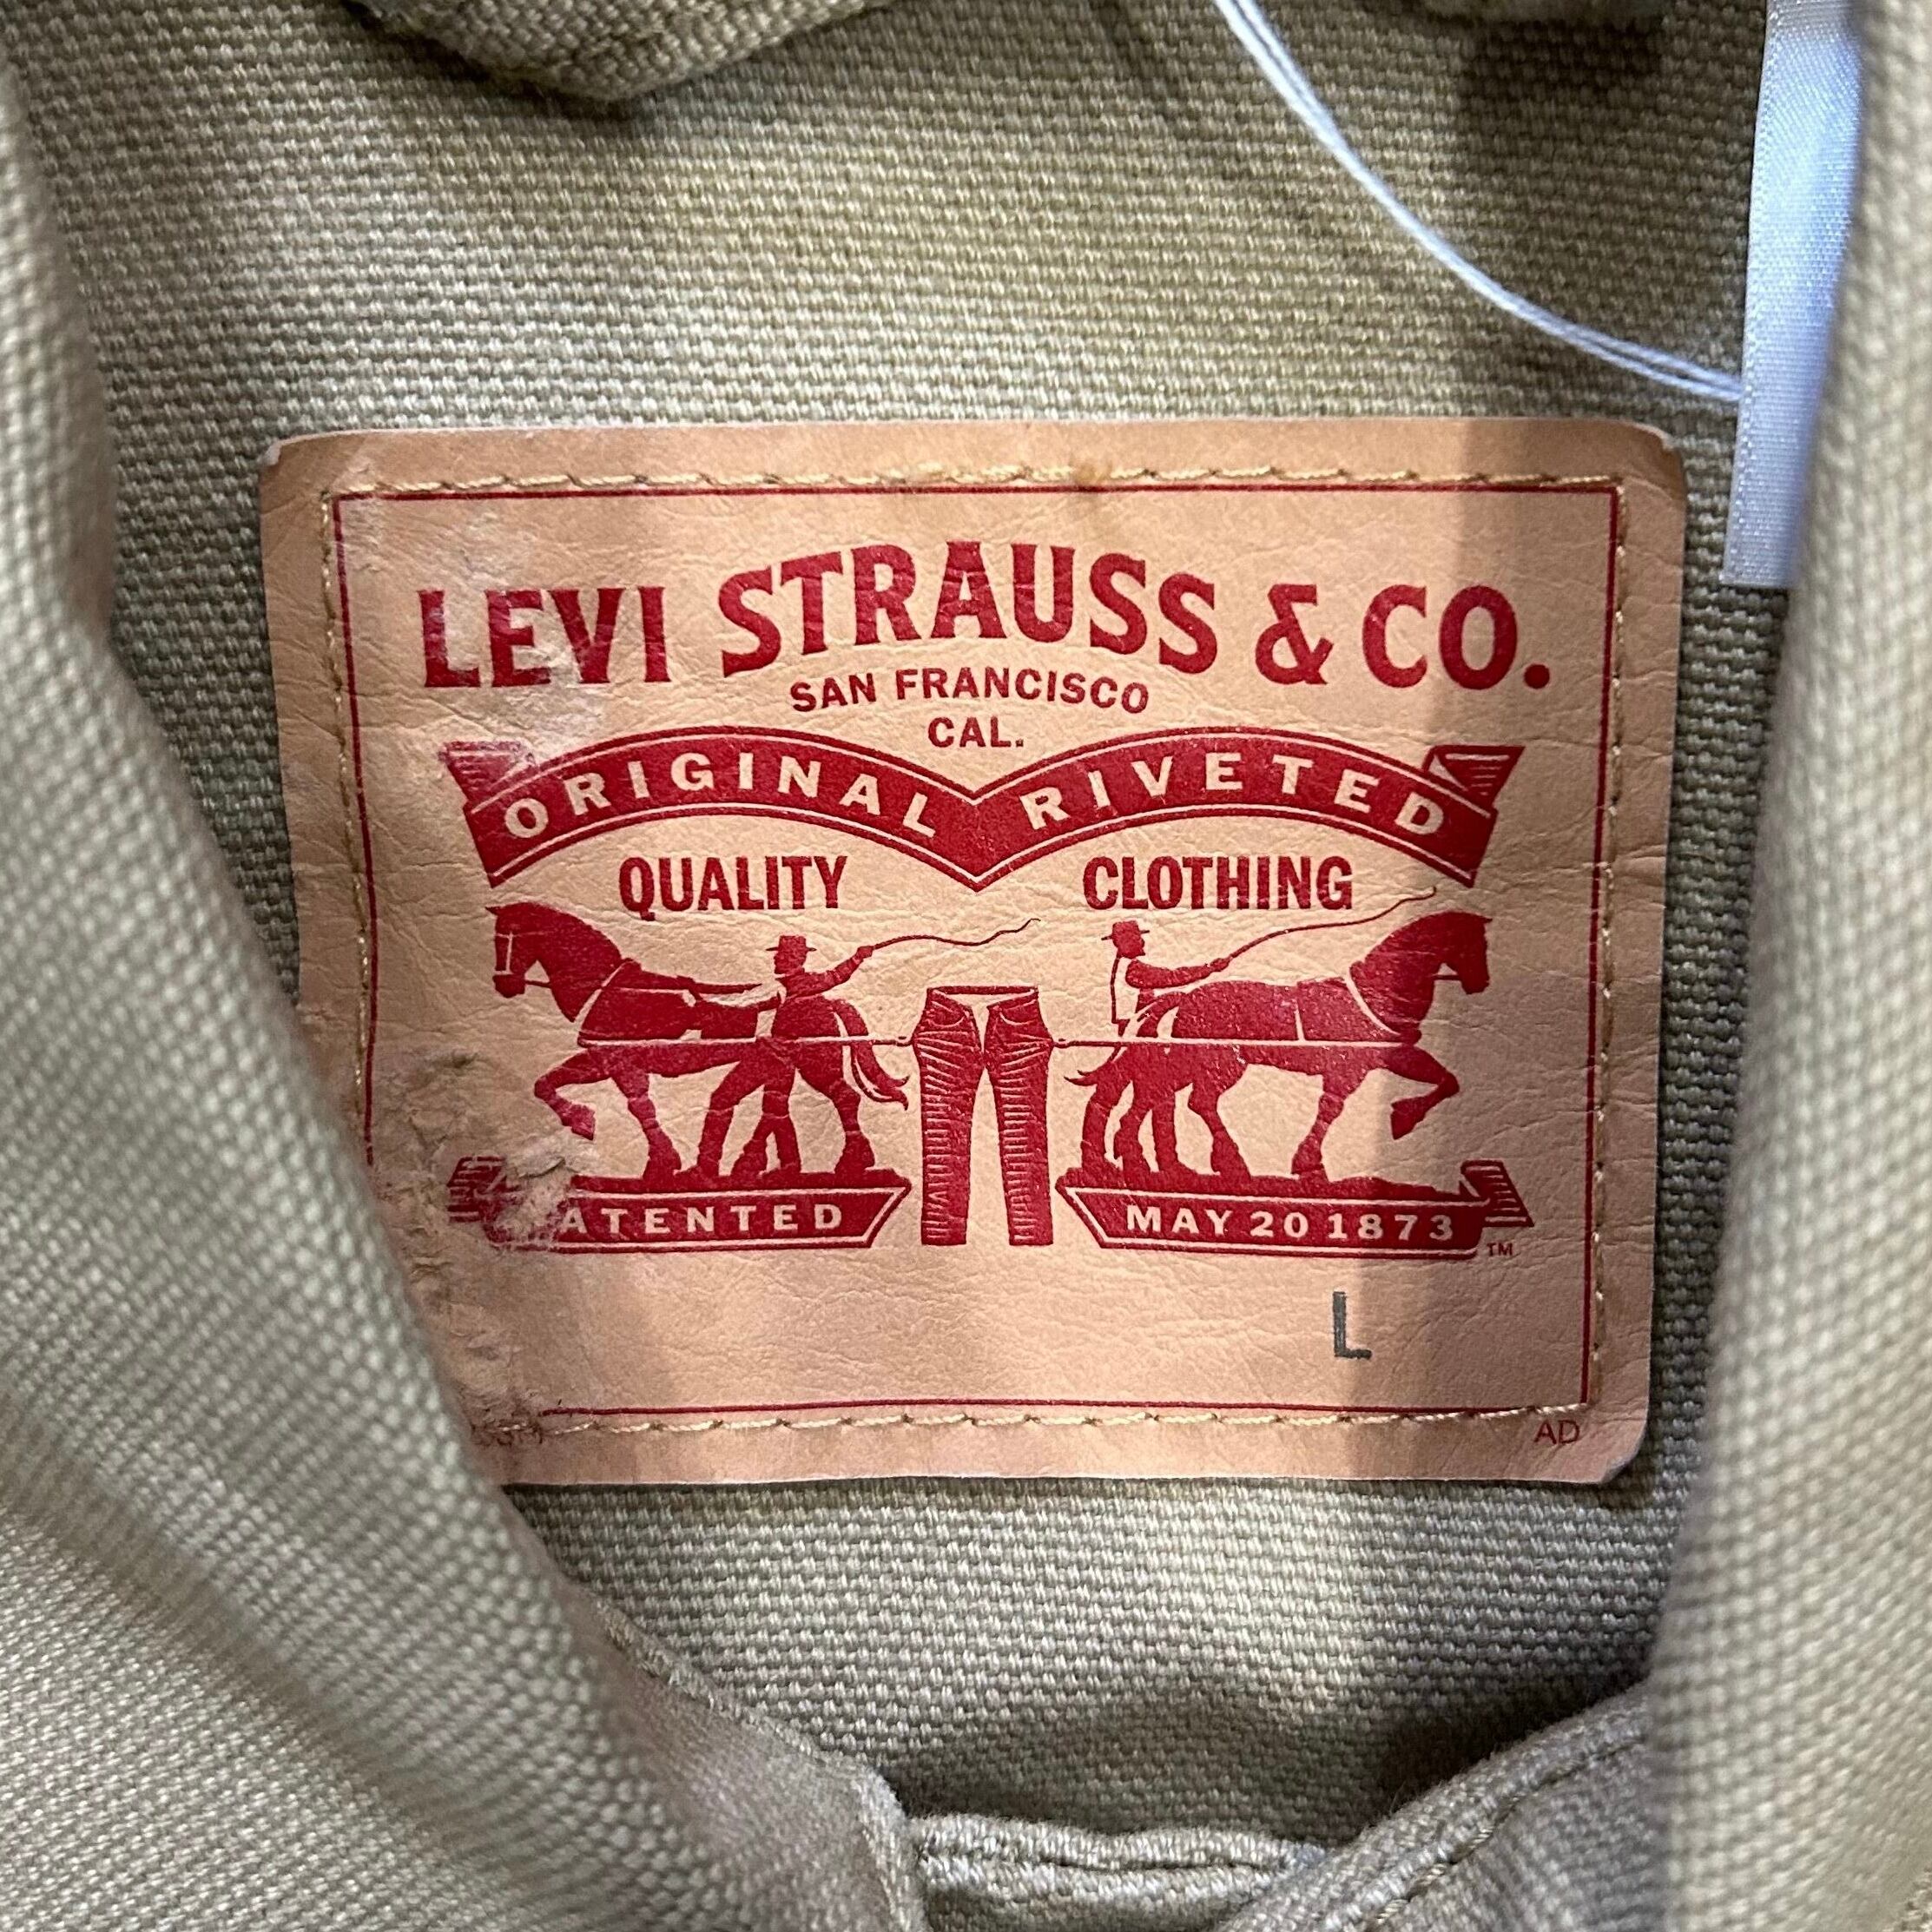 LEVI STRAUSS & CO.
SAN FRANCISCO
CAL.
ORIGINAL RIVETED
QUALITY CLOTHING
ATENTED MAY 20 1873
TM
L
AD